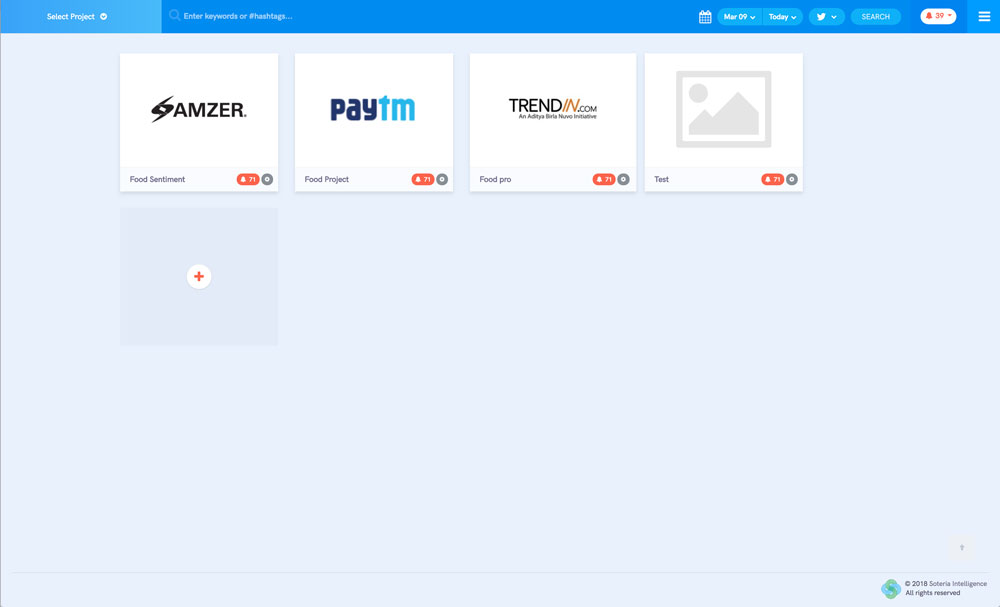 Select Project
Enter keywords or #hashtags...
Mar 09
Today
SEARCH
39
AMZER.
paytm
TRENDIN.COM
An Aditya Birla Nuvo Initiative
Food Sentiment
71
Food Project
71
Food pro
71
Test
71
© 2018 Soteria Intelligence
All rights reserved